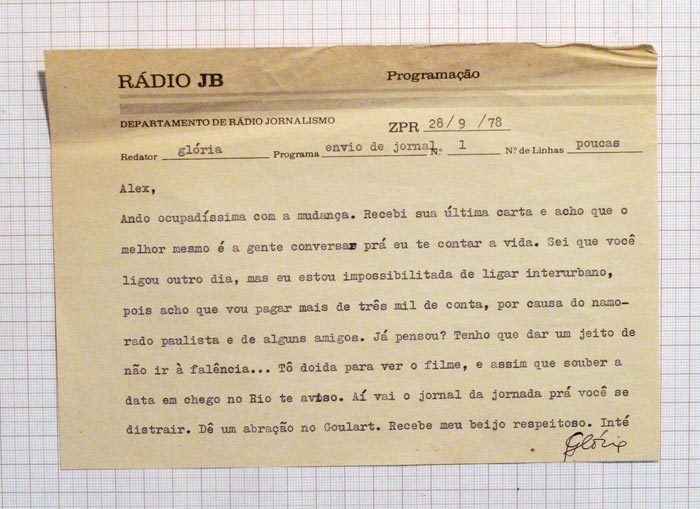 RÁDIO JB Programação
DEPARTAMENTO DE RÁDIO JORNALISMO ZPR 28/ 9 /78
Redator glória Programa envio de jornal N.º 1 N.º de Linhas poucas
Alex,
Ando ocupadíssima com a mudança. Recebi sua última carta e acho que o
melhor mesmo é a gente conversar prá eu te contar a vida. Sei que você
ligou outro dia, mas eu estou impossibilitada de ligar interurbano,
pois acho que vou pagar mais de três mil de conta, por causa do namo-
rado paulista e de alguns amigos. Já pensou? Tenho que dar um jeito de
não ir à falência... Tô doida para ver o filme, e assim que souber a
data em chego no Rio te aviso. Aí vai o jornal da jornada prá você se
distrair. Dê um abração no Goulart. Recebe meu beijo respeitoso. Inté
Glória